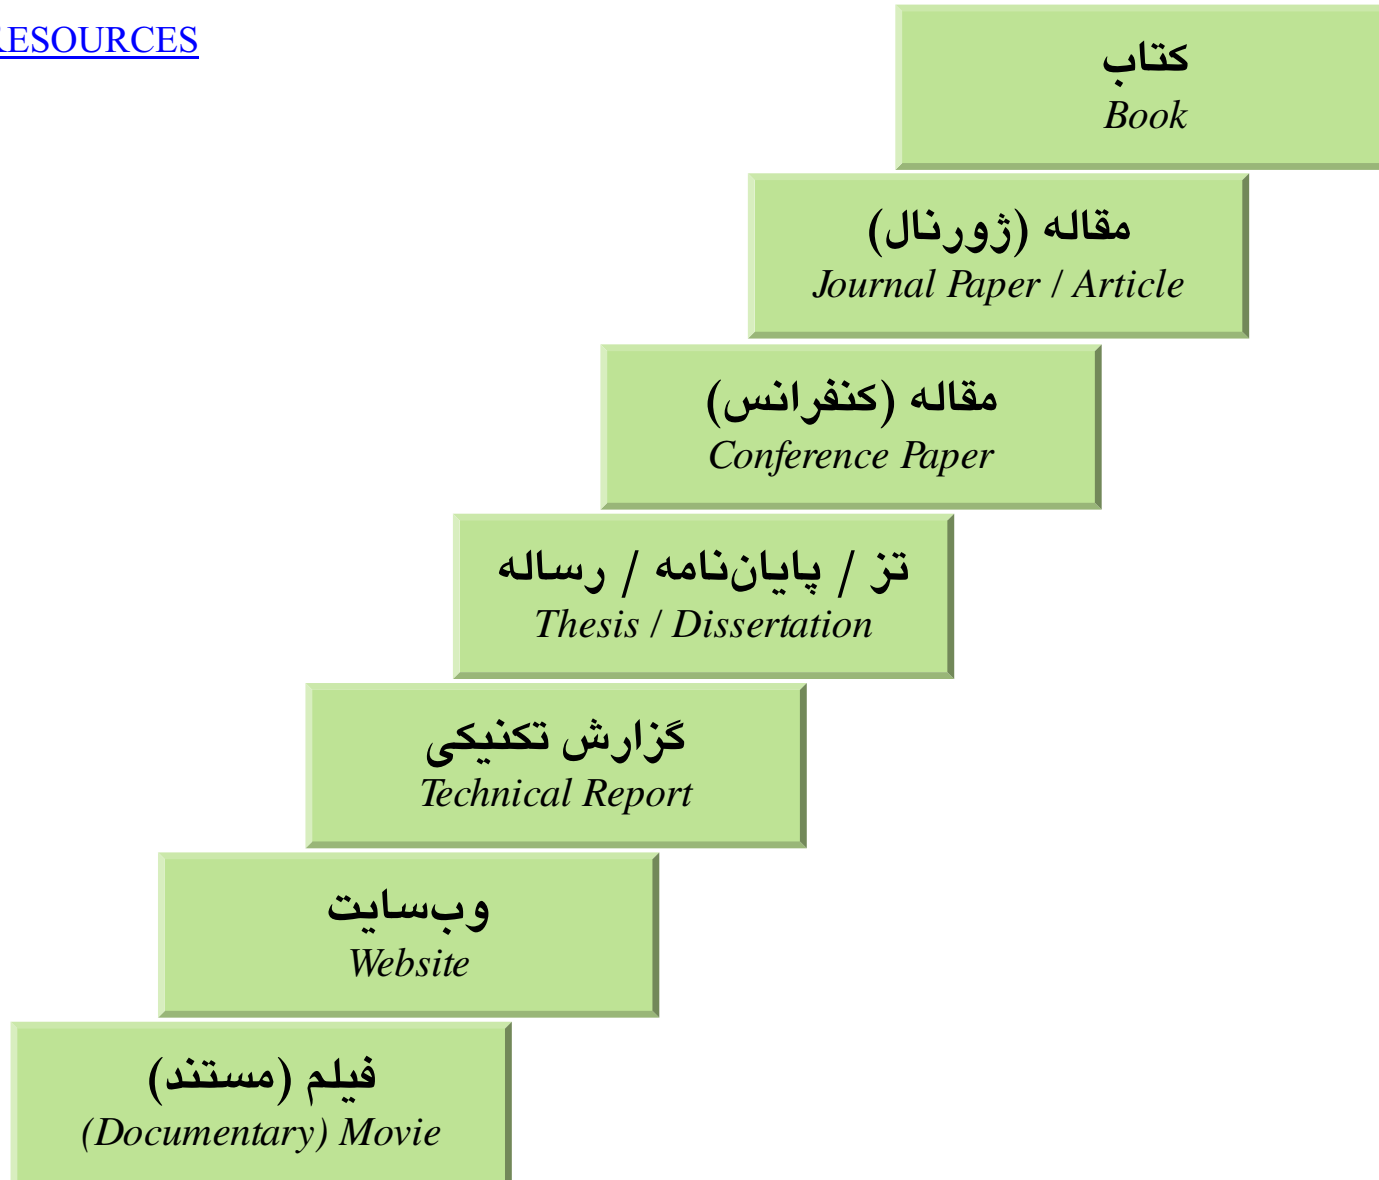 RESOURCES
کتاب
Book
مقاله (ژورنال)
Journal Paper / Article
مقاله (کنفرانس)
Conference Paper
تز / پایان‌نامه / رساله
Thesis / Dissertation
گزارش تکنیکی
Technical Report
وب‌سایت
Website
فیلم (مستند)
(Documentary) Movie